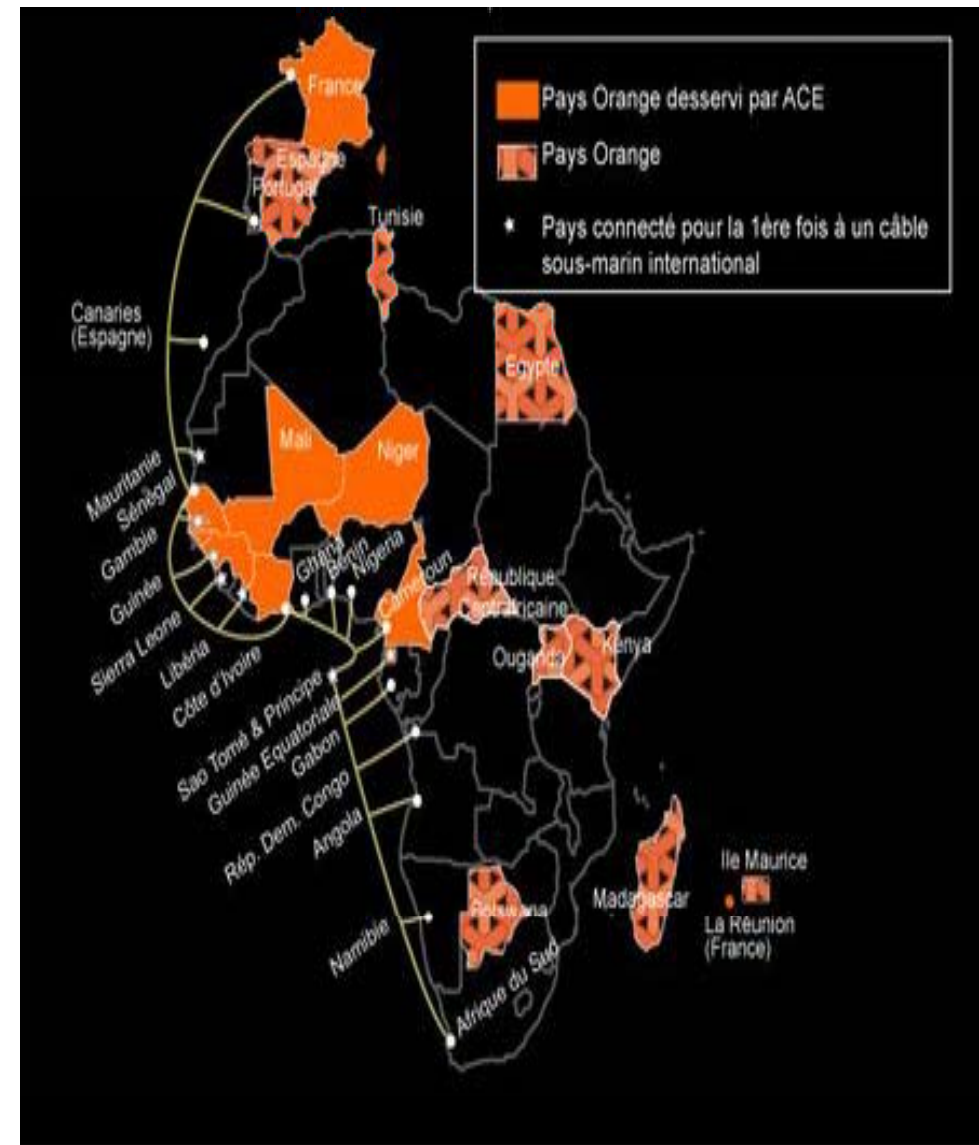 France
Espagne
Portugal
Tunisie
Pays Orange desservi par ACE
Pays Orange
Pays connecté pour la 1ère fois à un câble
sous-marin international
Canaries
(Espagne)
Egypte
Mali
Niger
Mauritanie
Sénégal
Gambie
Guinée
Sierra Leone
Libéria
Côte d'Ivoire
Ghana
Bénin
Nigeria
Cameroun
République
Centrafricaine
Ouganda
Kenya
Sao Tomé & Principe
Guinée Equatoriale
Gabon
Rép. Dem. Congo
Angola
Namibie
Botswana
Afrique du Sud
Madagascar
Ile Maurice
La Réunion
(France)